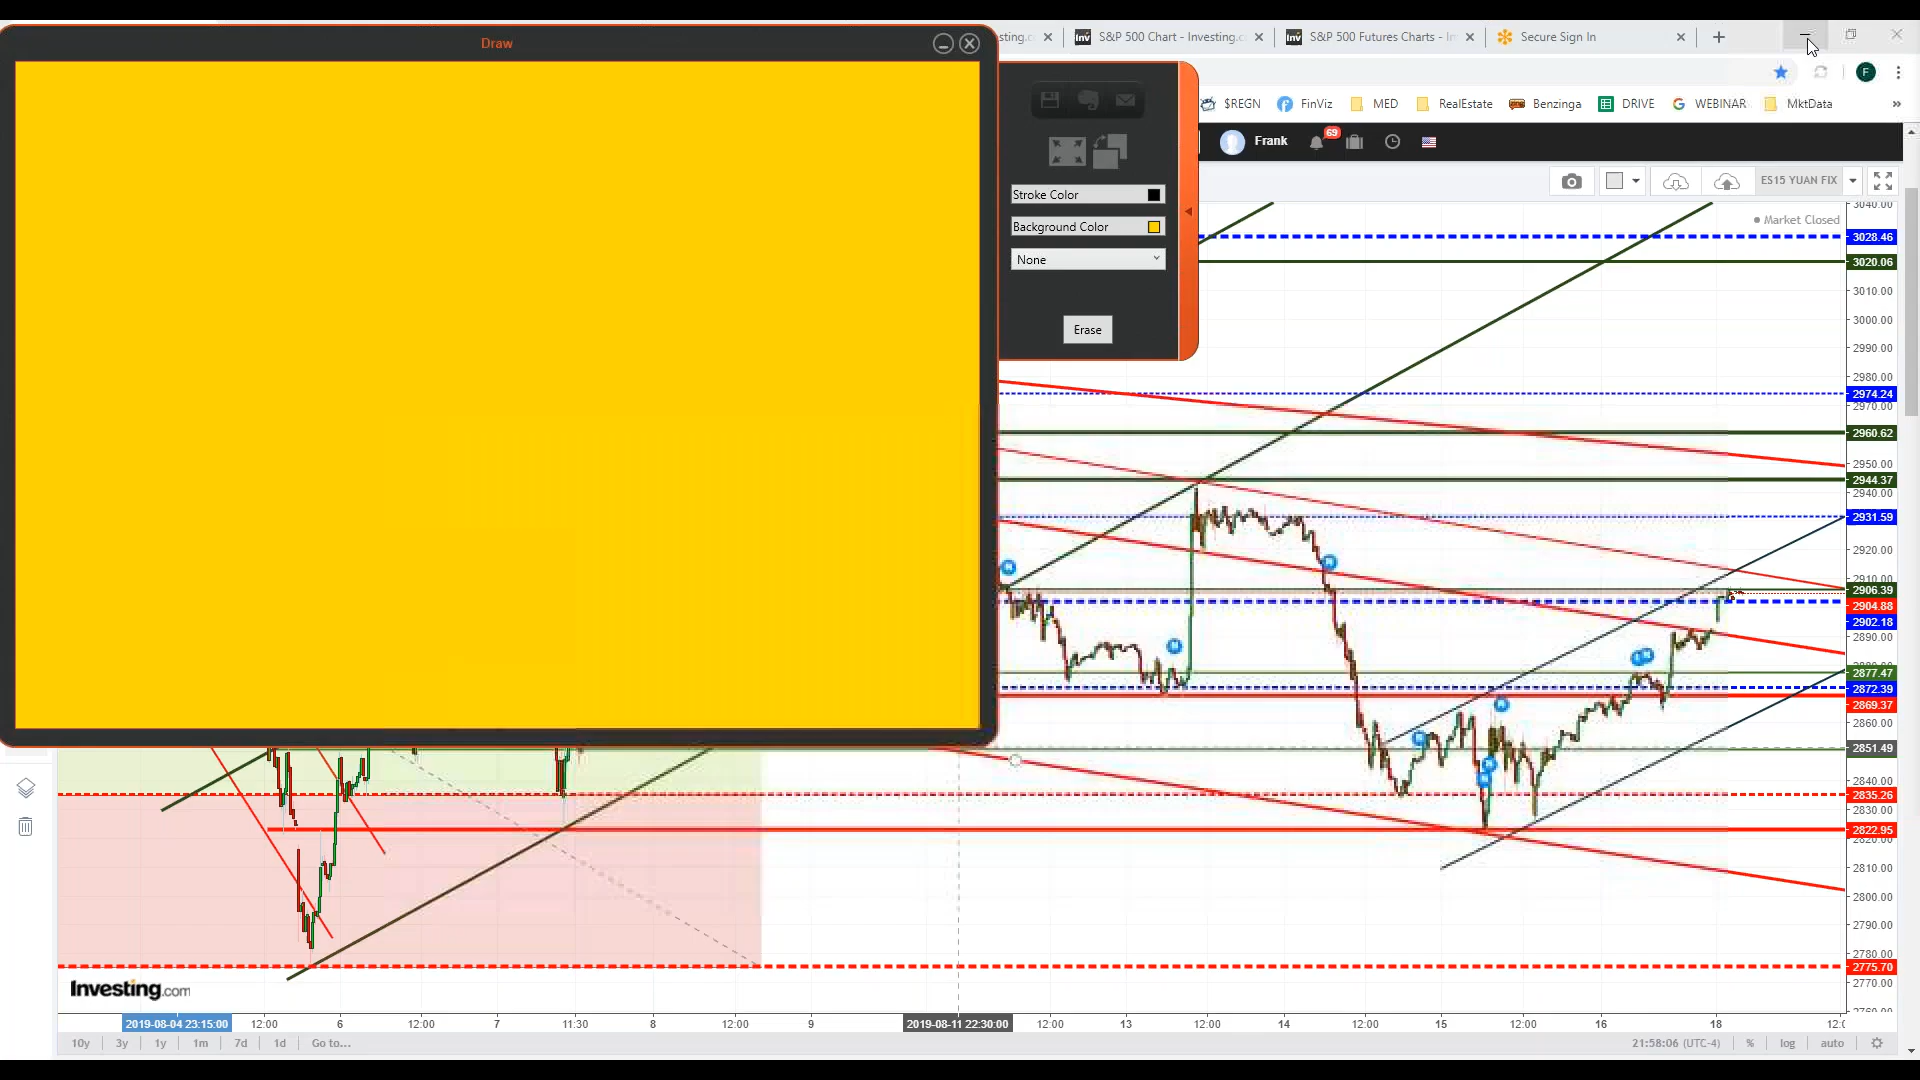 Draw
sting.c
S&P 500 Chart - Investing.c
S&P 500 Futures Charts - In
Secure Sign In
F
$REGN
FinViz
MED
RealEstate
Benzinga
DRIVE
WEBINAR
MktData
»
Frank
69
ES15 YUAN FIX
Stroke Color
Background Color
None
Erase
Market Closed
3040.00
3028.46
3020.06
3010.00
3000.00
2990.00
2980.00
2974.24
2970.00
2960.62
2950.00
2944.37
2940.00
2931.59
2920.00
2910.00
2906.39
2904.88
2902.18
2890.00
2877.47
2872.39
2869.37
2860.00
2851.49
2840.00
2835.26
2830.00
2822.95
2820.00
2810.00
2800.00
2790.00
2780.00
2775.70
2770.00
2760.00
Investing.com
2019-08-04 23:15:00
12:00
6
12:00
7
11:30
8
12:00
9
2019-08-11 22:30:00
12:00
13
12:00
14
12:00
15
12:00
16
18
12:0
10y
3y
1y
1m
7d
1d
Go to...
21:58:06 (UTC-4)
%
log
auto